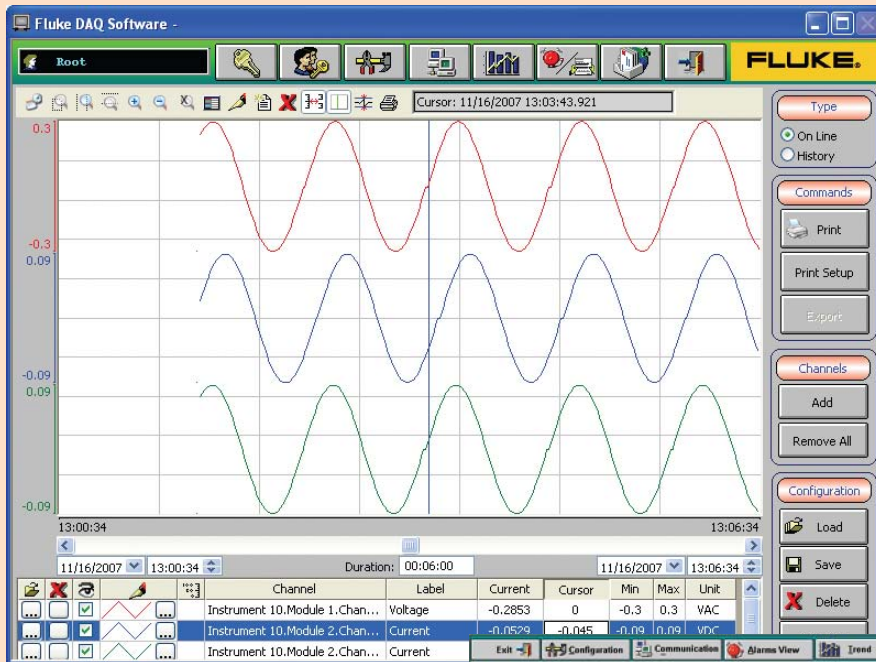 Fluke DAQ Software -
Root
FLUKE.
Cursor: 11/16/2007 13:03:43.921
Type
On Line
History
Commands
Print
Print Setup
Export
Channels
Add
Remove All
Configuration
Load
Save
Delete
0.3
-0.3
0.09
-0.09
0.09
-0.09
13:00:34
13:06:34
11/16/2007 13:00:34 Duration: 00:06:00 11/16/2007 13:06:34
Channel Label Current Cursor Min Max Unit
... ... Instrument 10.Module 1.Chan... Voltage -0.2853 0 -0.3 0.3 VAC
... ... Instrument 10.Module 2.Chan... Current -0.0529 -0.045 -0.09 0.09 VDC
... ... Instrument 10.Module 2.Chan... Current
Exit Configuration Communication Alarms View Trend